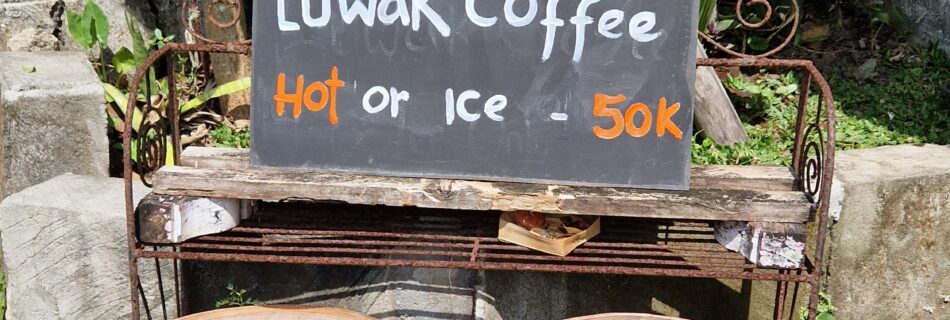 Luwak Coffee
Hot or Ice - 50K